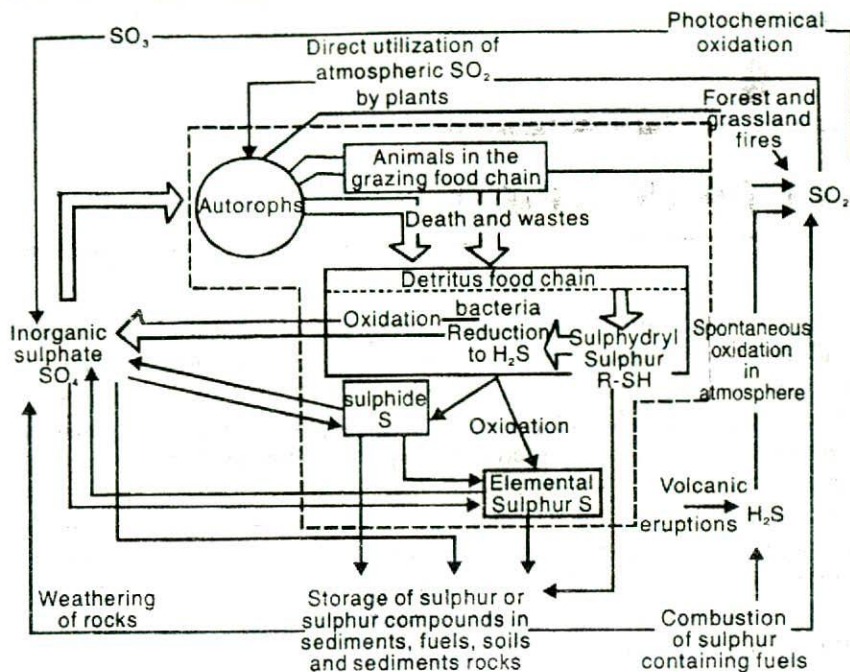 SO3
Photochemical
oxidation
Direct utilization of
atmospheric SO2
by plants
Forest and
grassland
fires
Animals in the
grazing food chain
Autorophs
SO2
Death and wastes
Detritus food chain
bacteria
Oxidation
Reduction
to H2S
Sulphydryl
Sulphur
R-SH
Inorganic
sulphate
SO4
Spontaneous
oxidation
in
atmosphere
sulphide
S
Oxidation
Elemental
Sulphur S
Volcanic
eruptions
H2S
Weathering
of rocks
Storage of sulphur or
sulphur compounds in
sediments, fuels, soils
and sediments rocks
Combustion
of sulphur
containing fuels